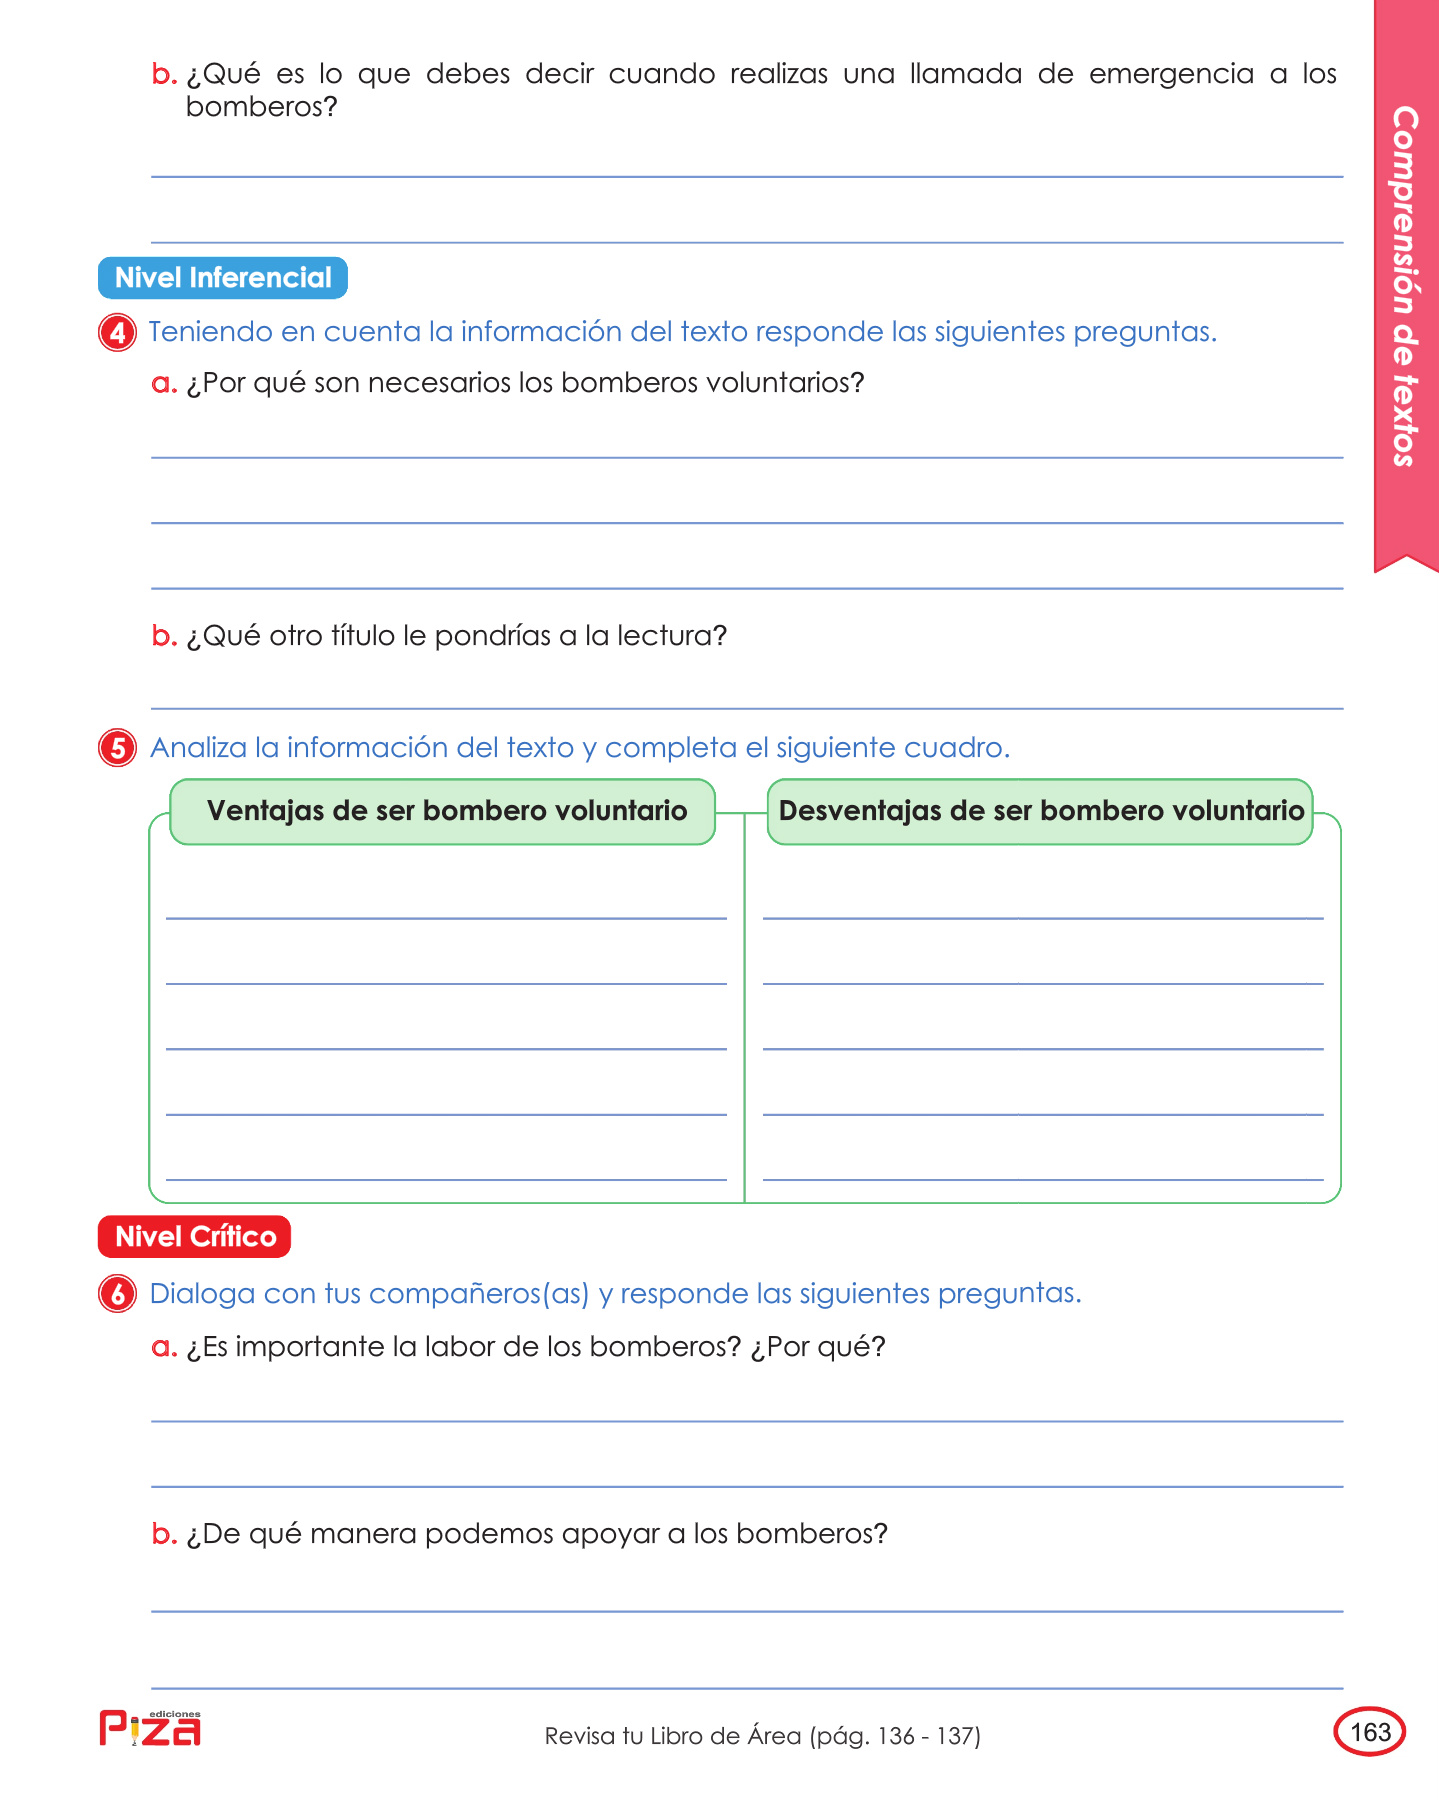 b. ¿Qué es lo que debes decir cuando realizas una llamada de emergencia a los
bomberos?
Nivel Inferencial
4 Teniendo en cuenta la información del texto responde las siguientes preguntas.
a. ¿Por qué son necesarios los bomberos voluntarios?
b. ¿Qué otro título le pondrías a la lectura?
5 Analiza la información del texto y completa el siguiente cuadro.
Ventajas de ser bombero voluntario
Desventajas de ser bombero voluntario
Nivel Crítico
6 Dialoga con tus compañeros(as) y responde las siguientes preguntas.
a. ¿Es importante la labor de los bomberos? ¿Por qué?
b. ¿De qué manera podemos apoyar a los bomberos?
Comprensión de textos
ediciones
Piza
Revisa tu Libro de Área (pág. 136 - 137)
163